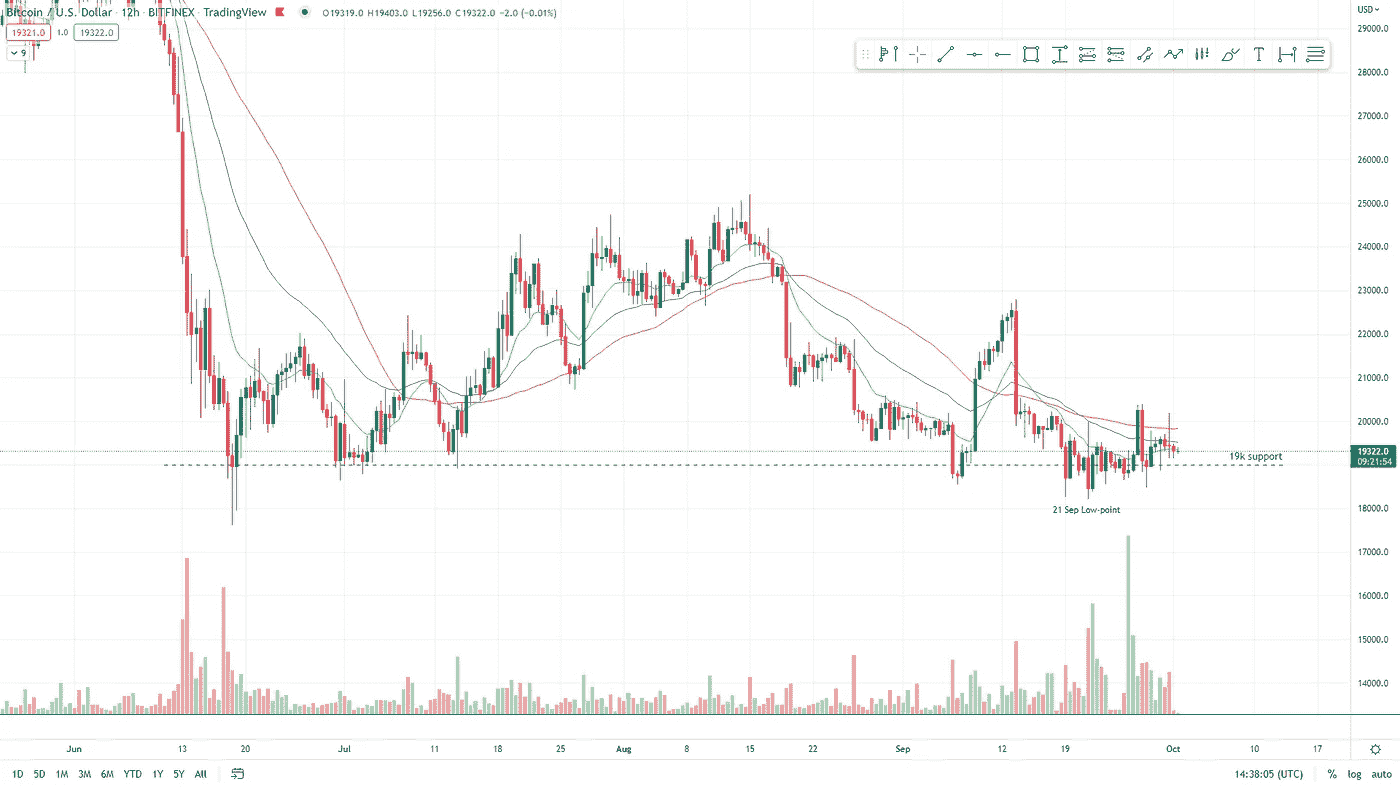 Bitcoin / U.S. Dollar · 12h · BITFINEX · TradingView O19319.0 H19403.0 L19256.0 C19322.0 −2.0 (−0.01%)
19321.0 1.0 19322.0
9
USD
29000.0
28000.0
27000.0
26000.0
25000.0
24000.0
23000.0
22000.0
21000.0
20000.0
19322.0
09:21:54
19k support
18000.0
21 Sep Low-point
17000.0
16000.0
15000.0
14000.0
Jun 13 20 Jul 11 18 25 Aug 8 15 22 Sep 12 19 Oct 10 17
1D 5D 1M 3M 6M YTD 1Y 5Y All 14:38:05 (UTC) % log auto